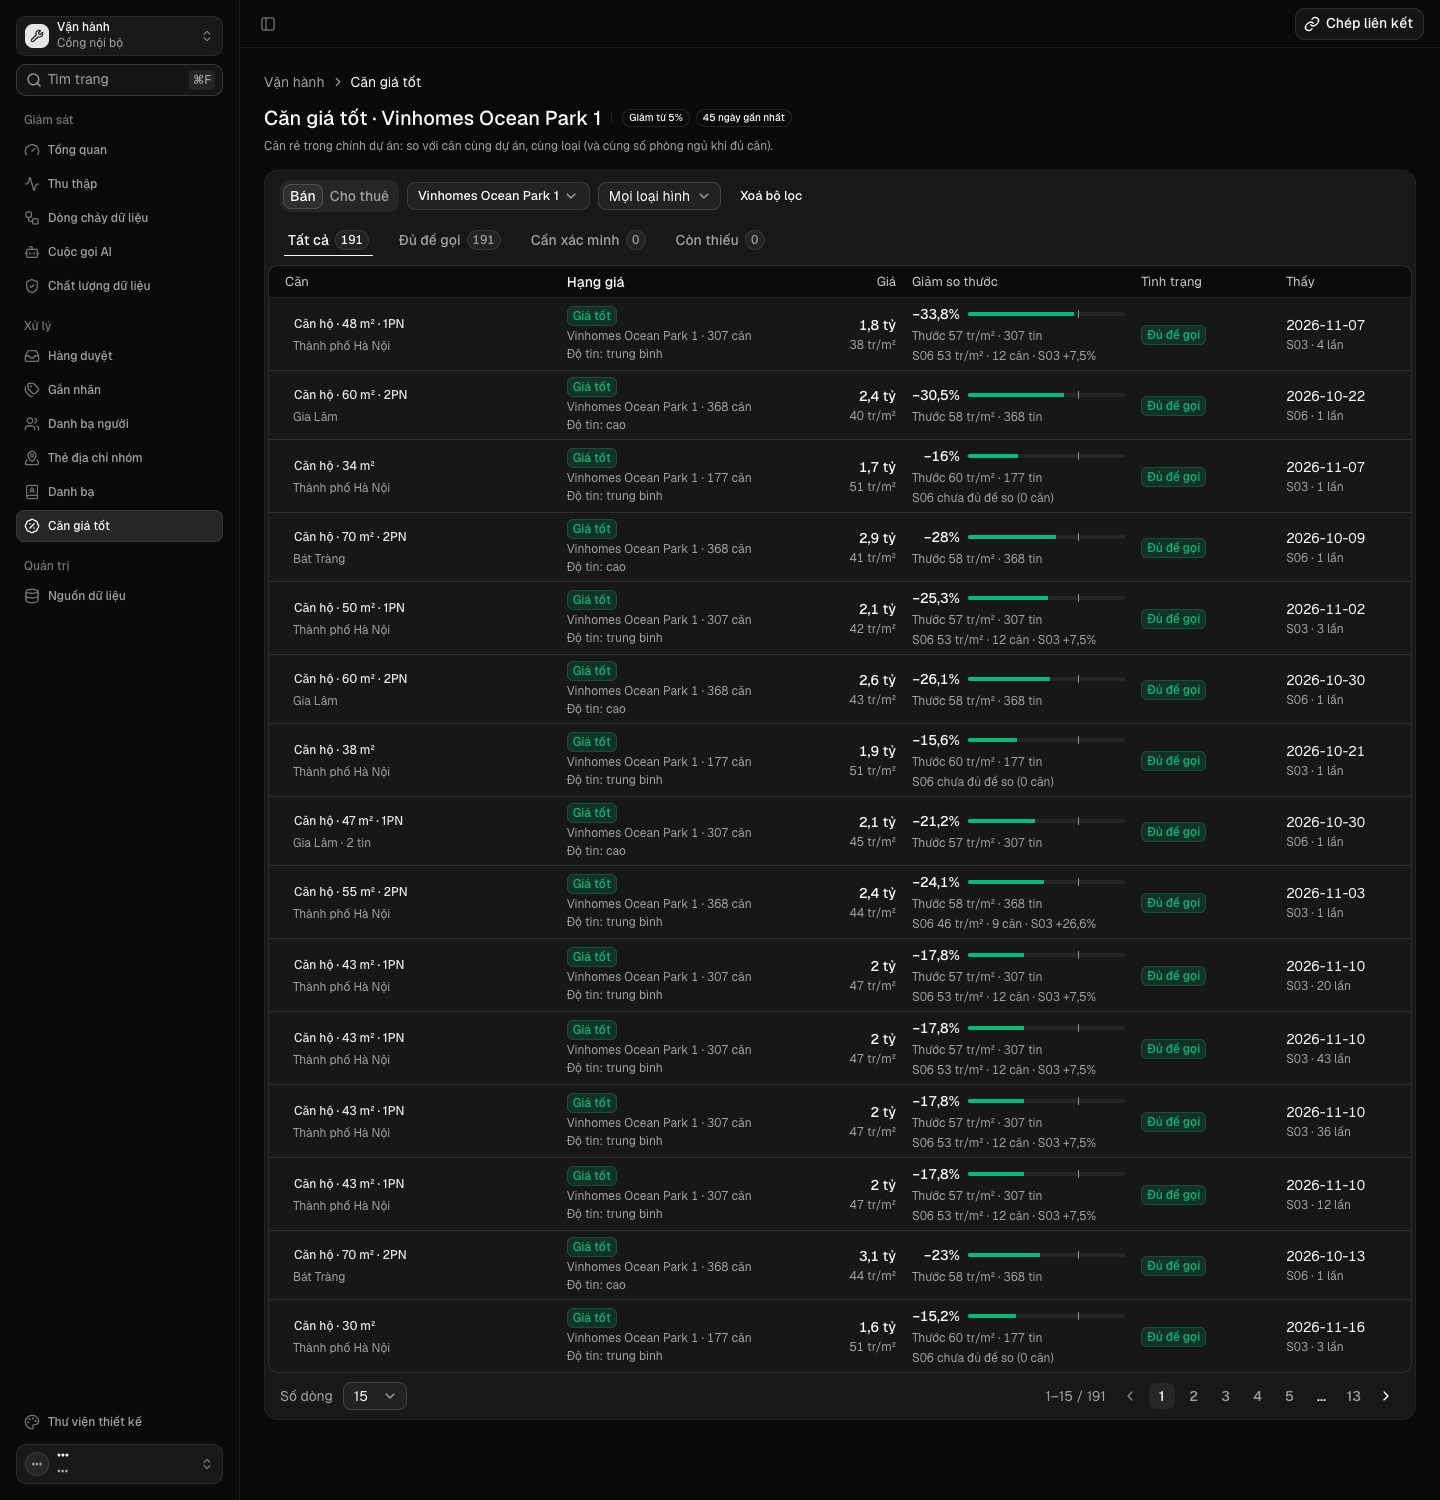 Vận hành
Cổng nội bộ
Tìm trang ⌘F
Giám sát
Tổng quan
Thu thập
Dòng chảy dữ liệu
Cuộc gọi AI
Chất lượng dữ liệu
Xử lý
Hàng duyệt
Gắn nhãn
Danh bạ người
Thẻ địa chỉ nhóm
Danh bạ
Căn giá tốt
Quản trị
Nguồn dữ liệu
Thư viện thiết kế
Chép liên kết
Vận hành > Căn giá tốt
Căn giá tốt · Vinhomes Ocean Park 1 Giảm từ 5% 45 ngày gần nhất
Căn rẻ trong chính dự án: so với căn cùng dự án, cùng loại (và cùng số phòng ngủ khi đủ căn).
Bán Cho thuê Vinhomes Ocean Park 1 Mọi loại hình Xoá bộ lọc
Tất cả 191 Đủ để gọi 191 Cần xác minh 0 Còn thiếu 0
Căn Hạng giá Giá Giảm so thước Tình trạng Thấy
Căn hộ · 48 m² · 1PN
Thành phố Hà Nội
Giá tốt
Vinhomes Ocean Park 1 · 307 căn
Độ tin: trung bình
1,8 tỷ
38 tr/m²
−33,8%
Thước 57 tr/m² · 307 tin
S06 53 tr/m² · 12 căn · S03 +7,5%
Đủ để gọi
2026-11-07
S03 · 4 lần
Căn hộ · 60 m² · 2PN
Gia Lâm
Giá tốt
Vinhomes Ocean Park 1 · 368 căn
Độ tin: cao
2,4 tỷ
40 tr/m²
−30,5%
Thước 58 tr/m² · 368 tin
Đủ để gọi
2026-10-22
S06 · 1 lần
Căn hộ · 34 m²
Thành phố Hà Nội
Giá tốt
Vinhomes Ocean Park 1 · 177 căn
Độ tin: trung bình
1,7 tỷ
51 tr/m²
−16%
Thước 60 tr/m² · 177 tin
S06 chưa đủ để so (0 căn)
Đủ để gọi
2026-11-07
S03 · 1 lần
Căn hộ · 70 m² · 2PN
Bát Tràng
Giá tốt
Vinhomes Ocean Park 1 · 368 căn
Độ tin: cao
2,9 tỷ
41 tr/m²
−28%
Thước 58 tr/m² · 368 tin
Đủ để gọi
2026-10-09
S06 · 1 lần
Căn hộ · 50 m² · 1PN
Thành phố Hà Nội
Giá tốt
Vinhomes Ocean Park 1 · 307 căn
Độ tin: trung bình
2,1 tỷ
42 tr/m²
−25,3%
Thước 57 tr/m² · 307 tin
S06 53 tr/m² · 12 căn · S03 +7,5%
Đủ để gọi
2026-11-02
S03 · 3 lần
Căn hộ · 60 m² · 2PN
Gia Lâm
Giá tốt
Vinhomes Ocean Park 1 · 368 căn
Độ tin: cao
2,6 tỷ
43 tr/m²
−26,1%
Thước 58 tr/m² · 368 tin
Đủ để gọi
2026-10-30
S06 · 1 lần
Căn hộ · 38 m²
Thành phố Hà Nội
Giá tốt
Vinhomes Ocean Park 1 · 177 căn
Độ tin: trung bình
1,9 tỷ
51 tr/m²
−15,6%
Thước 60 tr/m² · 177 tin
S06 chưa đủ để so (0 căn)
Đủ để gọi
2026-10-21
S03 · 1 lần
Căn hộ · 47 m² · 1PN
Gia Lâm · 2 tin
Giá tốt
Vinhomes Ocean Park 1 · 307 căn
Độ tin: cao
2,1 tỷ
45 tr/m²
−21,2%
Thước 57 tr/m² · 307 tin
Đủ để gọi
2026-10-30
S06 · 1 lần
Căn hộ · 55 m² · 2PN
Thành phố Hà Nội
Giá tốt
Vinhomes Ocean Park 1 · 368 căn
Độ tin: trung bình
2,4 tỷ
44 tr/m²
−24,1%
Thước 58 tr/m² · 368 tin
S06 46 tr/m² · 9 căn · S03 +26,6%
Đủ để gọi
2026-11-03
S03 · 1 lần
Căn hộ · 43 m² · 1PN
Thành phố Hà Nội
Giá tốt
Vinhomes Ocean Park 1 · 307 căn
Độ tin: trung bình
2 tỷ
47 tr/m²
−17,8%
Thước 57 tr/m² · 307 tin
S06 53 tr/m² · 12 căn · S03 +7,5%
Đủ để gọi
2026-11-10
S03 · 20 lần
Căn hộ · 43 m² · 1PN
Thành phố Hà Nội
Giá tốt
Vinhomes Ocean Park 1 · 307 căn
Độ tin: trung bình
2 tỷ
47 tr/m²
−17,8%
Thước 57 tr/m² · 307 tin
S06 53 tr/m² · 12 căn · S03 +7,5%
Đủ để gọi
2026-11-10
S03 · 43 lần
Căn hộ · 43 m² · 1PN
Thành phố Hà Nội
Giá tốt
Vinhomes Ocean Park 1 · 307 căn
Độ tin: trung bình
2 tỷ
47 tr/m²
−17,8%
Thước 57 tr/m² · 307 tin
S06 53 tr/m² · 12 căn · S03 +7,5%
Đủ để gọi
2026-11-10
S03 · 36 lần
Căn hộ · 43 m² · 1PN
Thành phố Hà Nội
Giá tốt
Vinhomes Ocean Park 1 · 307 căn
Độ tin: trung bình
2 tỷ
47 tr/m²
−17,8%
Thước 57 tr/m² · 307 tin
S06 53 tr/m² · 12 căn · S03 +7,5%
Đủ để gọi
2026-11-10
S03 · 12 lần
Căn hộ · 70 m² · 2PN
Bát Tràng
Giá tốt
Vinhomes Ocean Park 1 · 368 căn
Độ tin: cao
3,1 tỷ
44 tr/m²
−23%
Thước 58 tr/m² · 368 tin
Đủ để gọi
2026-10-13
S06 · 1 lần
Căn hộ · 30 m²
Thành phố Hà Nội
Giá tốt
Vinhomes Ocean Park 1 · 177 căn
Độ tin: trung bình
1,6 tỷ
51 tr/m²
−15,2%
Thước 60 tr/m² · 177 tin
S06 chưa đủ để so (0 căn)
Đủ để gọi
2026-11-16
S03 · 3 lần
Số dòng 15
1–15 / 191 1 2 3 4 5 ... 13